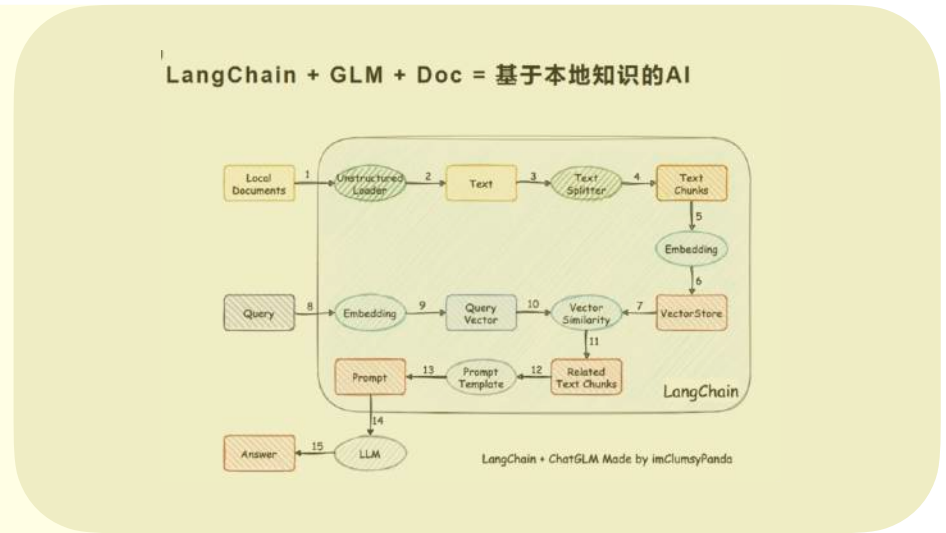 LangChain + GLM + Doc = 基于本地知识的AI
Local
Documents
1
Unstructured
Loader
2
Text
3
Text
Splitter
4
Text
Chunks
5
Embedding
6
Query
8
Embedding
9
Query
Vector
10
Vector
Similarity
7
VectorStore
11
Prompt
13
Prompt
Template
12
Related
Text Chunks
LangChain
14
Answer
15
LLM
LangChain + ChatGLM Made by imClumsyPanda